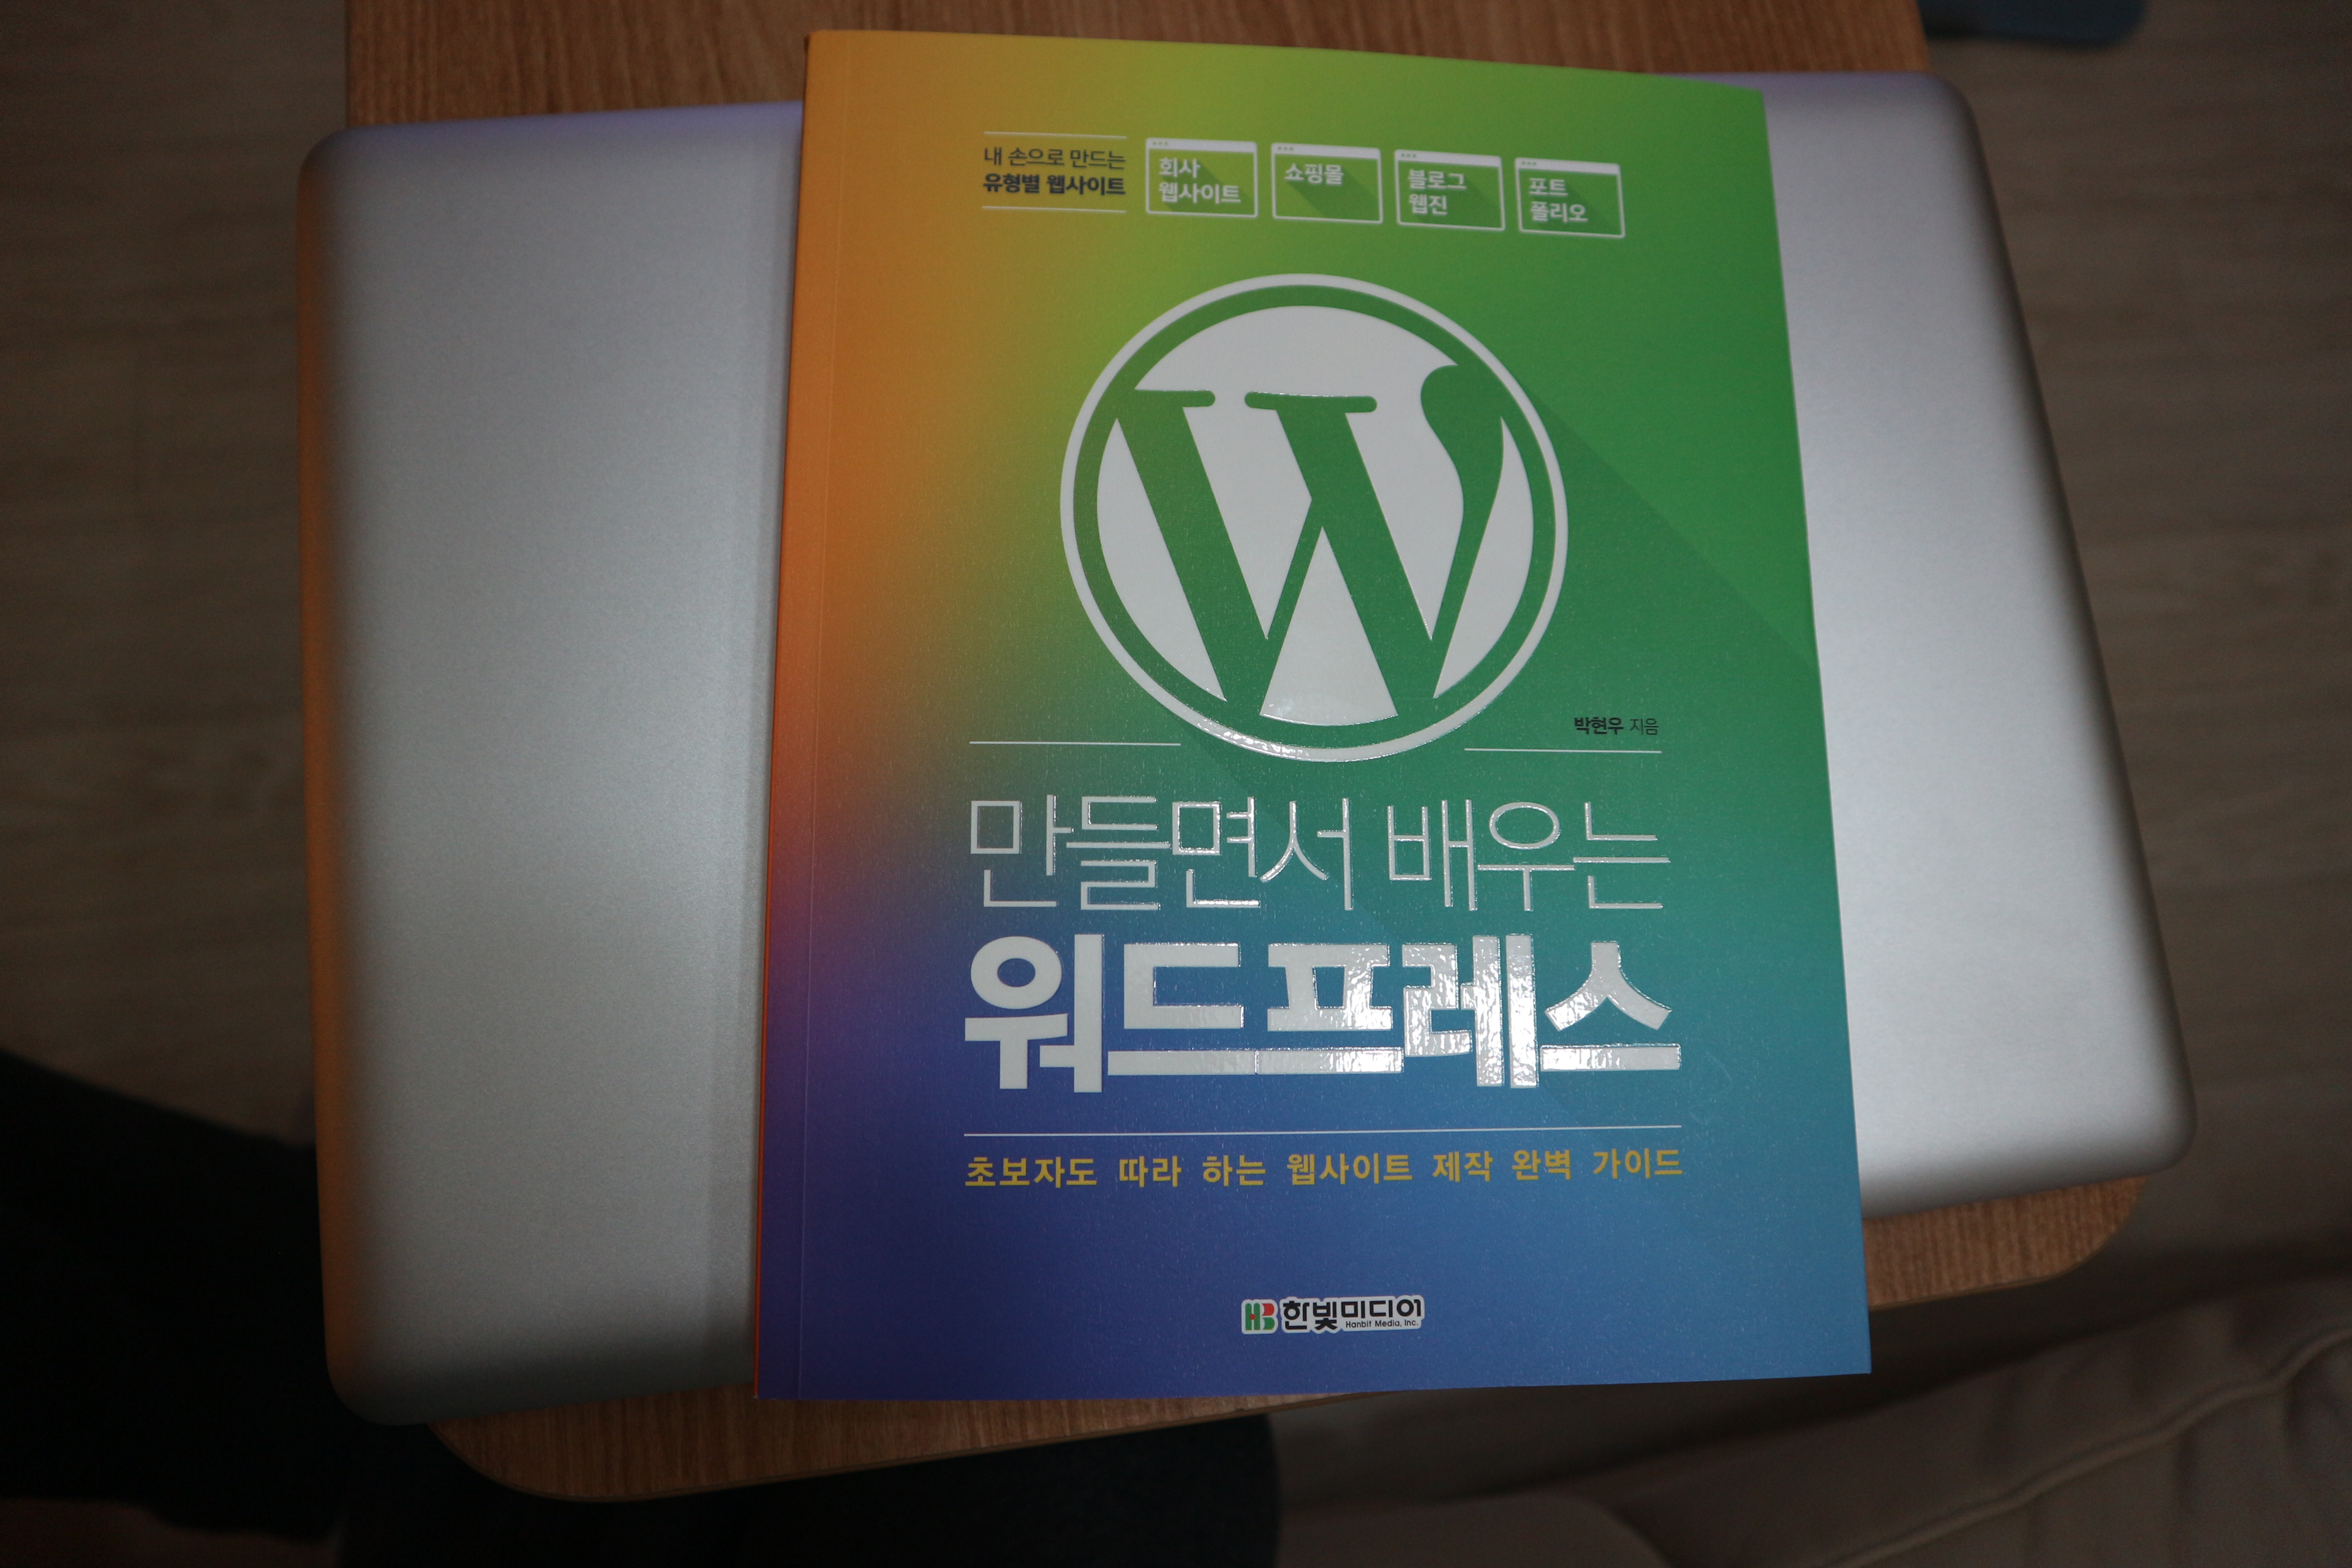 내 손으로 만드는
유형별 웹사이트
회사
웹사이트
쇼핑몰
블로그
웹진
포트
폴리오
W
박현우 지음
만들면서 배우는
워드프레스
초보자도 따라 하는 웹사이트 제작 완벽 가이드
HB 한빛미디어
Hanbit Media, Inc.